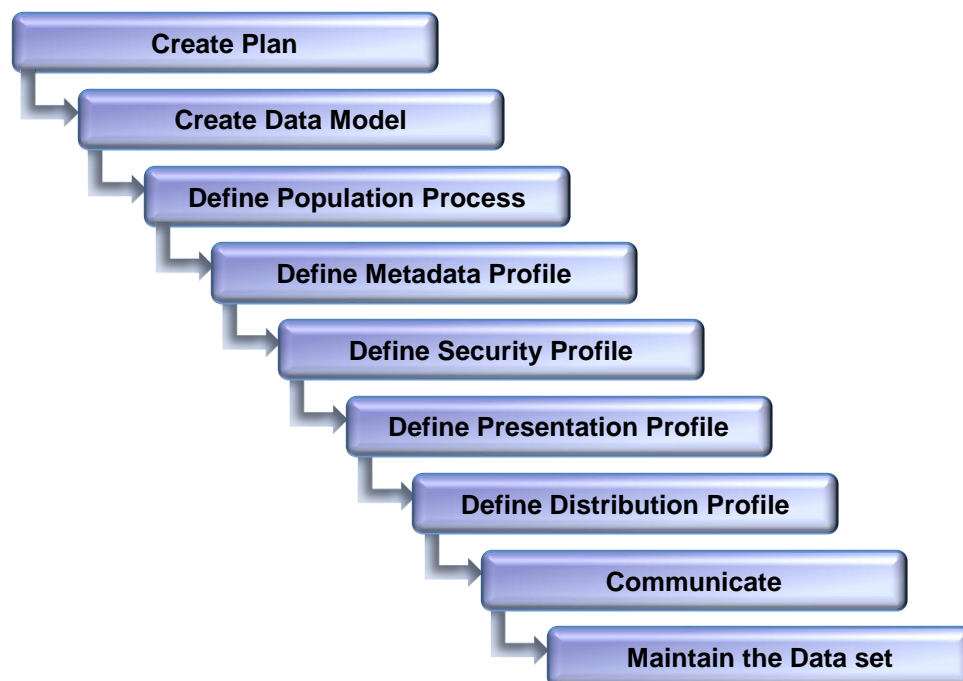 Create Plan
Create Data Model
Define Population Process
Define Metadata Profile
Define Security Profile
Define Presentation Profile
Define Distribution Profile
Communicate
Maintain the Data set